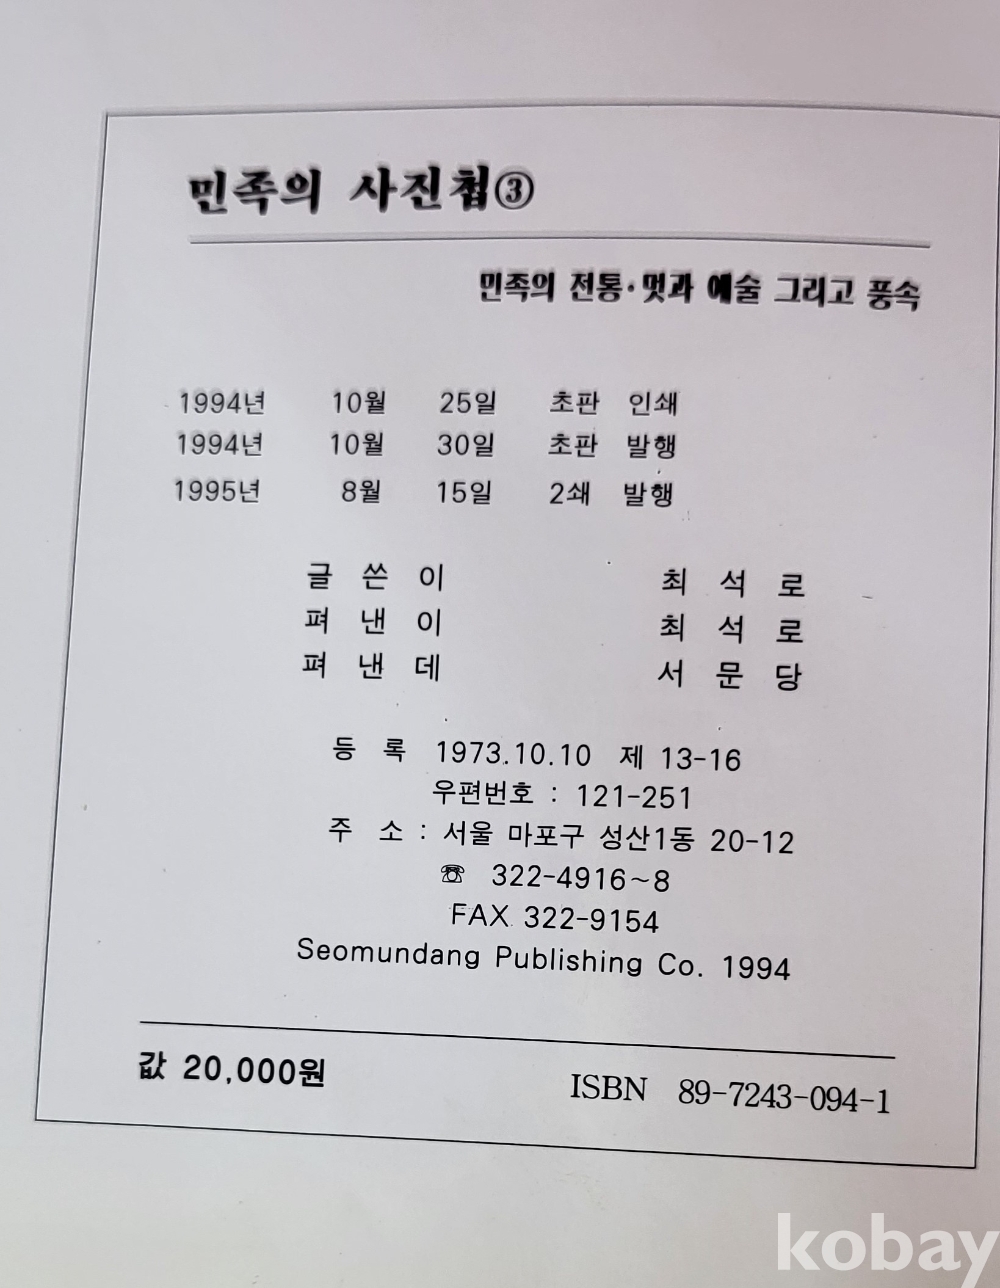 민족의 사진첩③
민족의 전통·멋과 예술 그리고 풍속
1994년 10월 25일 초판 인쇄
1994년 10월 30일 초판 발행
1995년 8월 15일 2쇄 발행
글 쓴 이 최 석 로
펴 낸 이 최 석 로
펴 낸 데 서 문 당
등 록 1973.10.10 제 13-16
우편번호 : 121-251
주 소 : 서울 마포구 성산1동 20-12
☎ 322-4916~8
FAX 322-9154
Seomundang Publishing Co. 1994
값 20,000원
ISBN 89-7243-094-1
kobay